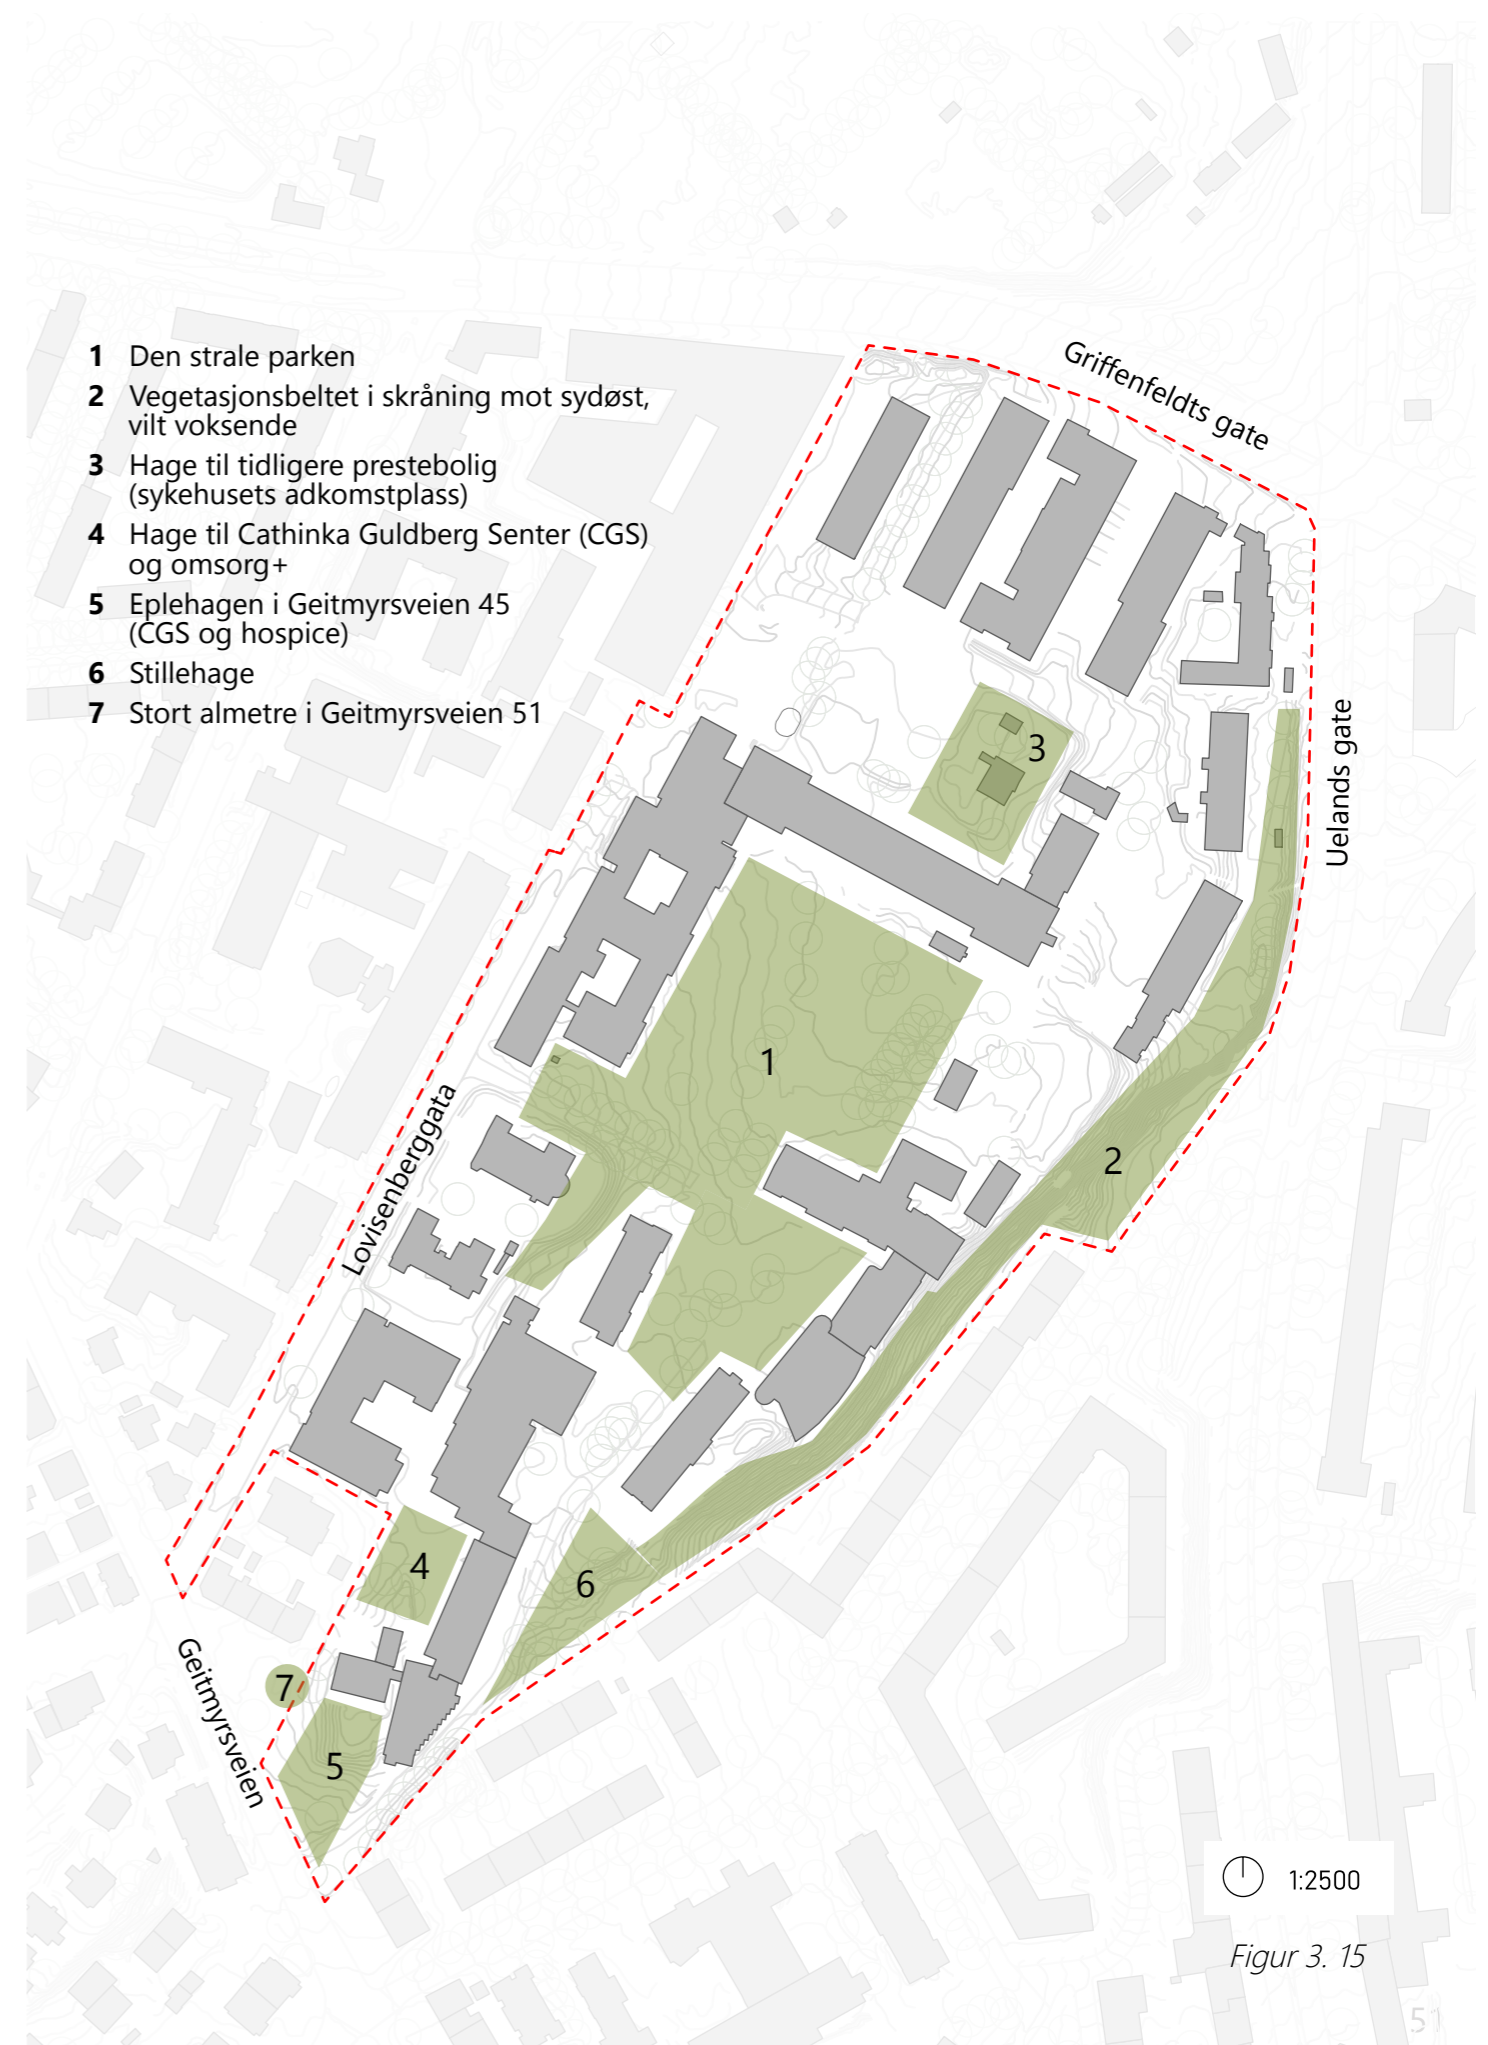 1 Den strale parken
2 Vegetasjonsbeltet i skråning mot sydøst,
vilt voksende
3 Hage til tidligere prestebolig
(sykehusets adkomstplass)
4 Hage til Cathinka Guldberg Senter (CGS)
og omsorg+
5 Eplehagen i Geitmyrsveien 45
(CGS og hospice)
6 Stillehage
7 Stort almetre i Geitmyrsveien 51
Griffenfeldts gate
Uelands gate
3
1
2
Lovisenberggata
4
6
7
5
Geitmyrsveien
1:2500
Figur 3. 15
51